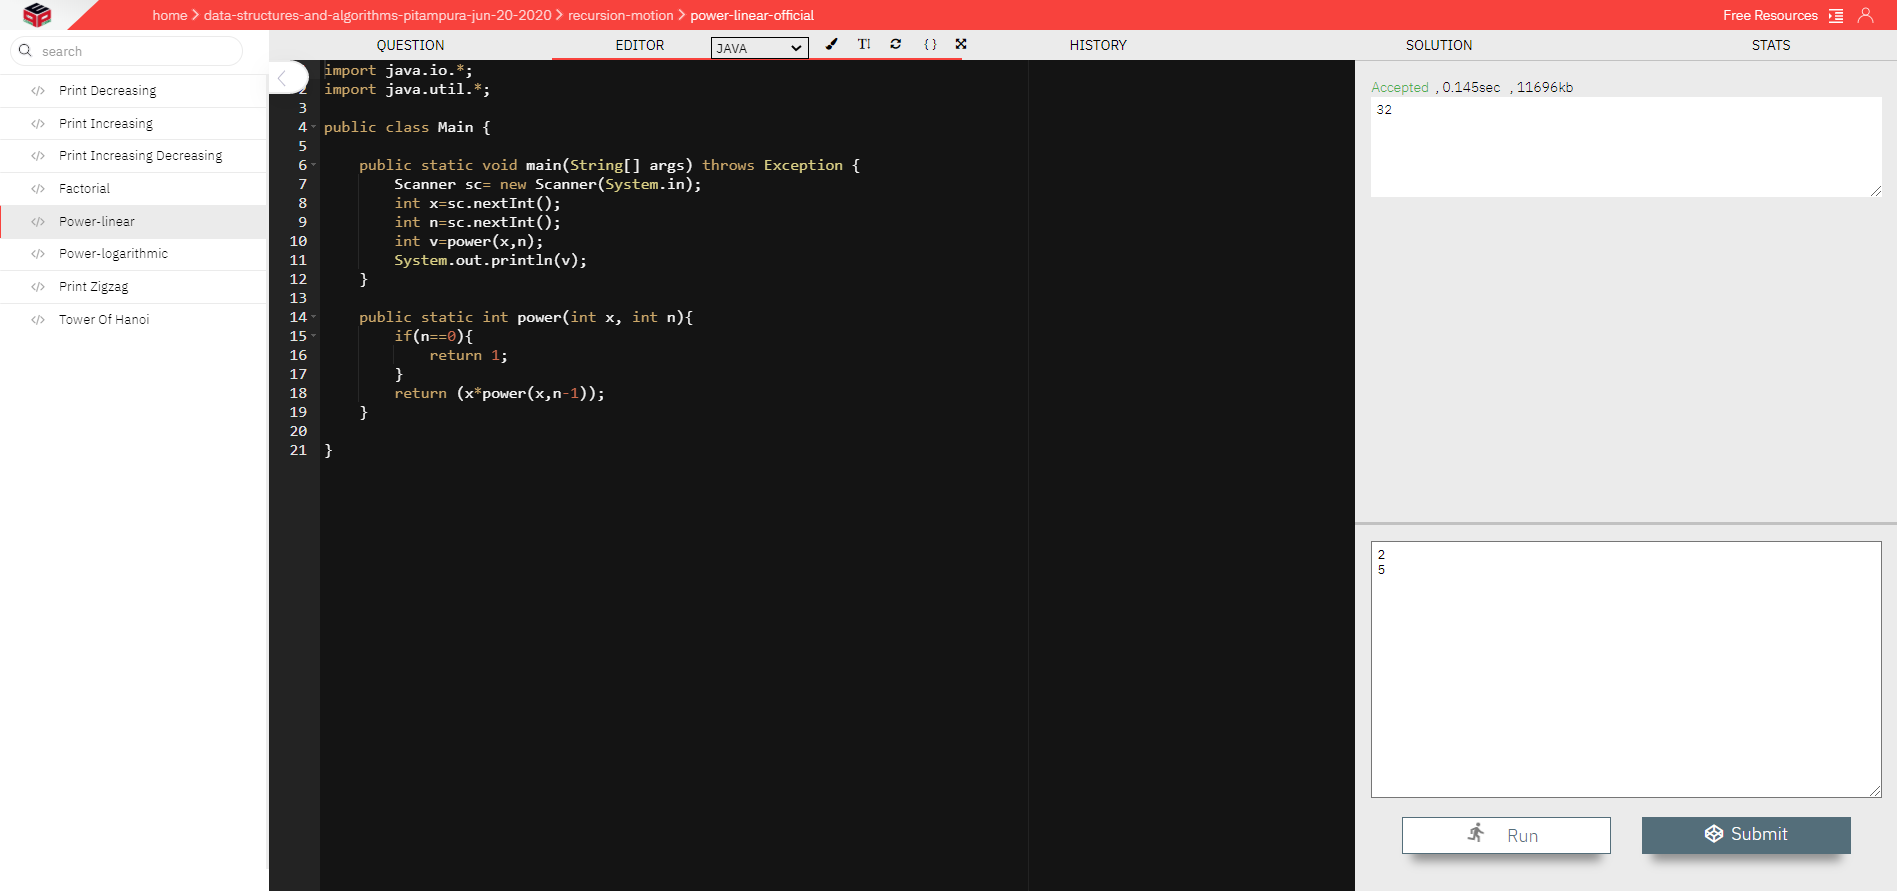 home > data-structures-and-algorithms-pitampura-jun-20-2020 > recursion-motion > power-linear-official
Free Resources
search
Print Decreasing
Print Increasing
Print Increasing Decreasing
Factorial
Power-linear
Power-logarithmic
Print Zigzag
Tower Of Hanoi
QUESTION EDITOR JAVA TI { } HISTORY SOLUTION STATS
import java.io.*;
2 import java.util.*;
3
4 public class Main {
5
6 public static void main(String[] args) throws Exception {
7 Scanner sc= new Scanner(System.in);
8 int x=sc.nextInt();
9 int n=sc.nextInt();
10 int v=power(x,n);
11 System.out.println(v);
12 }
13
14 public static int power(int x, int n){
15 if(n==0){
16 return 1;
17 }
18 return (x*power(x,n-1));
19 }
20
21 }
Accepted , 0.145sec , 11696kb
32
2
5
Run
Submit